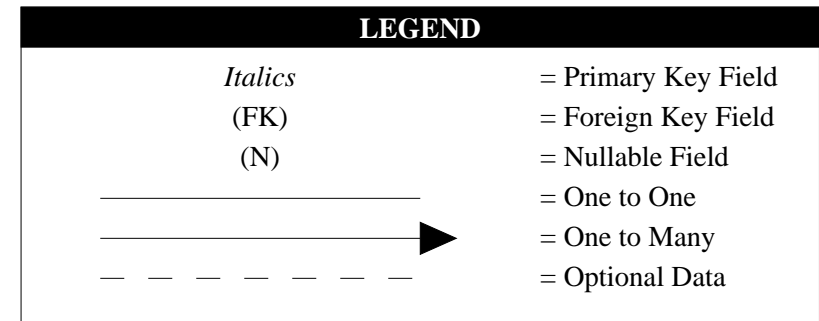 LEGEND
Italics = Primary Key Field
(FK) = Foreign Key Field
(N) = Nullable Field
= One to One
= One to Many
= Optional Data